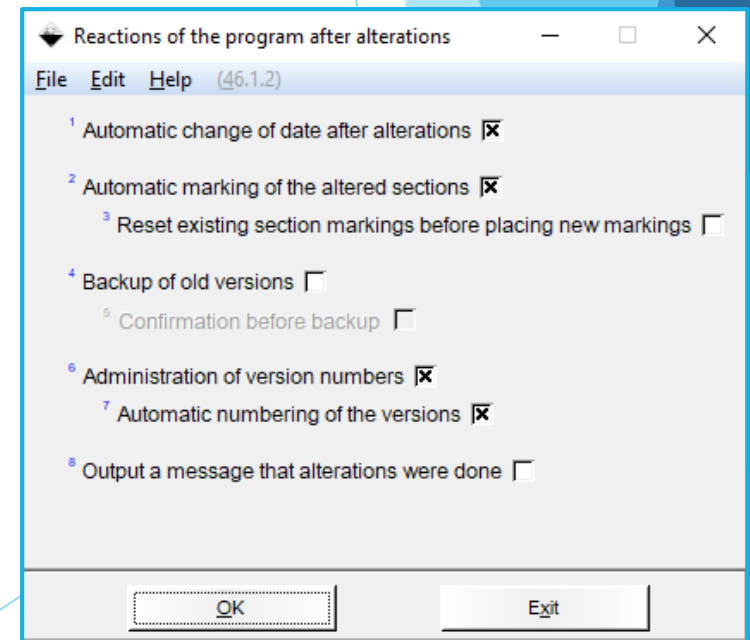 Reactions of the program after alterations
File Edit Help (46.1.2)
1 Automatic change of date after alterations
2 Automatic marking of the altered sections
3 Reset existing section markings before placing new markings
4 Backup of old versions
5 Confirmation before backup
6 Administration of version numbers
7 Automatic numbering of the versions
8 Output a message that alterations were done
OK Exit